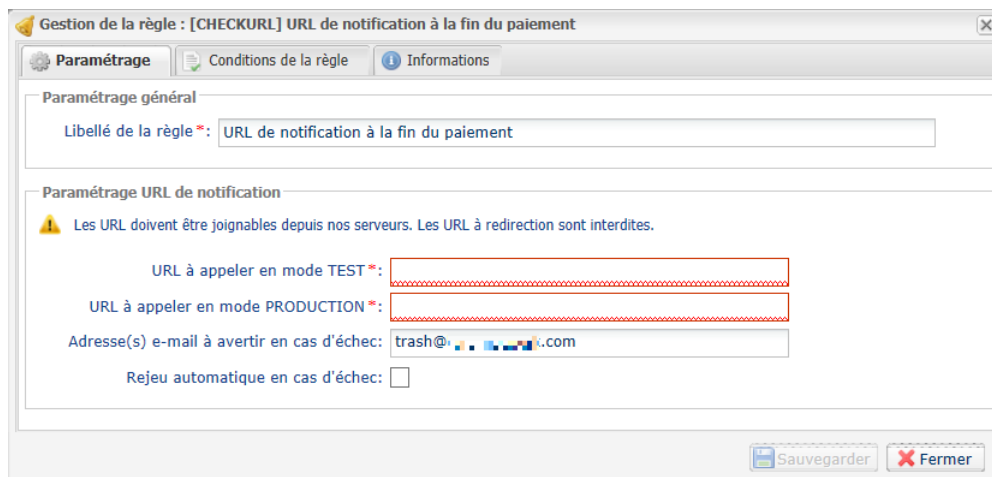 Gestion de la règle : [CHECKURL] URL de notification à la fin du paiement
Paramétrage
Conditions de la règle
Informations
Paramétrage général
Libellé de la règle*: URL de notification à la fin du paiement
Paramétrage URL de notification
Les URL doivent être joignables depuis nos serveurs. Les URL à redirection sont interdites.
URL à appeler en mode TEST*:
URL à appeler en mode PRODUCTION*:
Adresse(s) e-mail à avertir en cas d'échec: trash@ .com
Rejeu automatique en cas d'échec:
Sauvegarder
Fermer